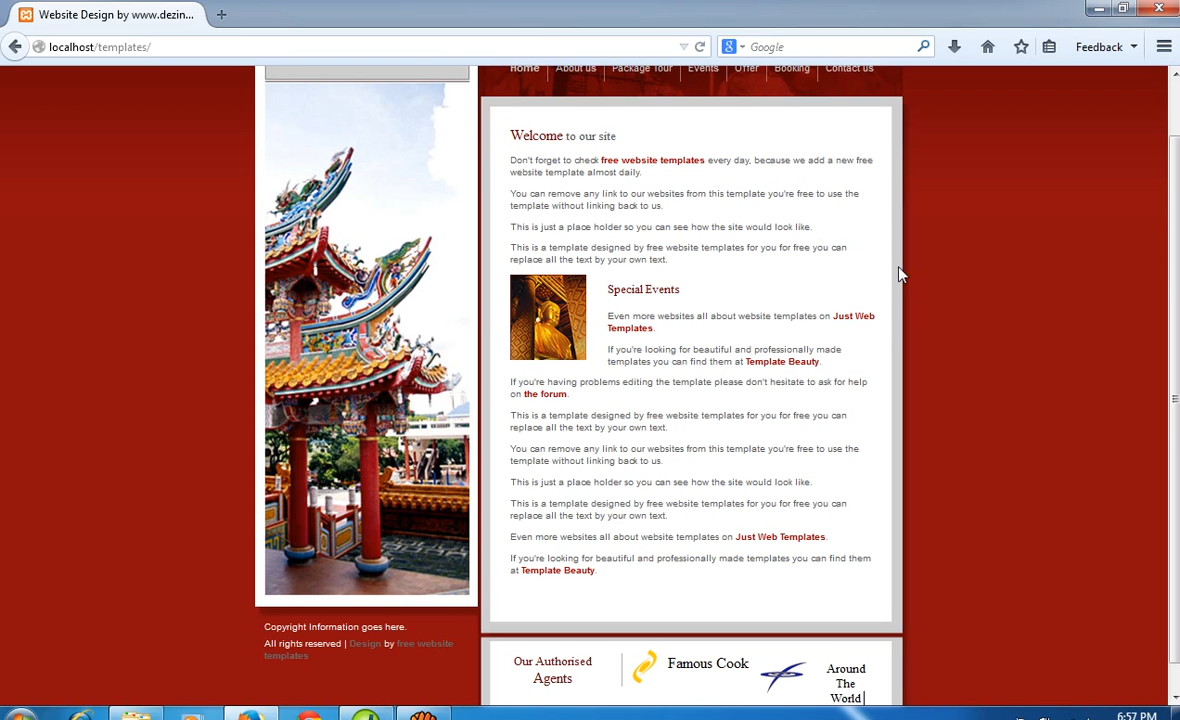 Website Design by www.dezin...
localhost/templates/
Google
Feedback
Home About us Package Tour Events Offer Booking Contact us
Welcome to our site
Don't forget to check free website templates every day, because we add a new free
website template almost daily.
You can remove any link to our websites from this template you're free to use the
template without linking back to us.
This is just a place holder so you can see how the site would look like.
This is a template designed by free website templates for you for free you can
replace all the text by your own text.
Special Events
Even more websites all about website templates on Just Web
Templates.
If you're looking for beautiful and professionally made
templates you can find them at Template Beauty.
If you're having problems editing the template please don't hesitate to ask for help
on the forum.
This is a template designed by free website templates for you for free you can
replace all the text by your own text.
You can remove any link to our websites from this template you're free to use the
template without linking back to us.
This is just a place holder so you can see how the site would look like.
This is a template designed by free website templates for you for free you can
replace all the text by your own text.
Even more websites all about website templates on Just Web Templates.
If you're looking for beautiful and professionally made templates you can find them
at Template Beauty.
Copyright Information goes here.
All rights reserved | Design by free website
templates
Our Authorised
Agents
Famous Cook
Around
The
World
6:57 PM